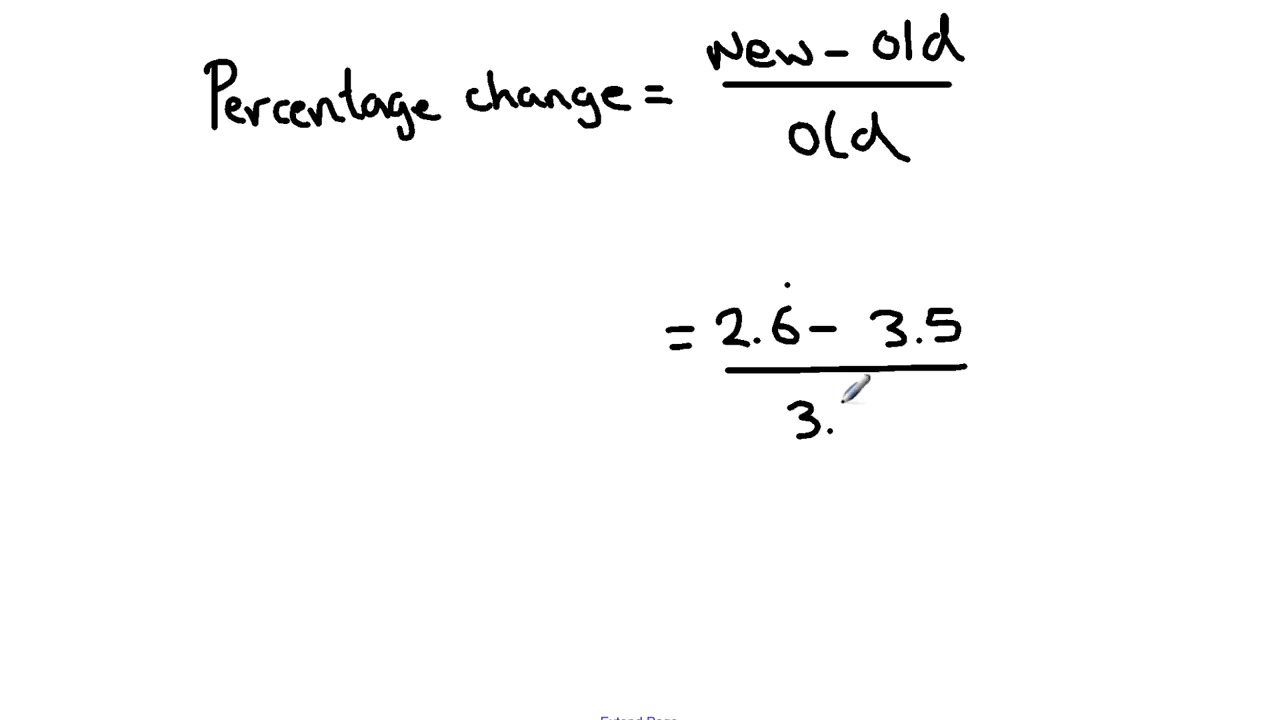 New - Old
Percentage change =
Old
= 2.6̇ - 3.5
3.